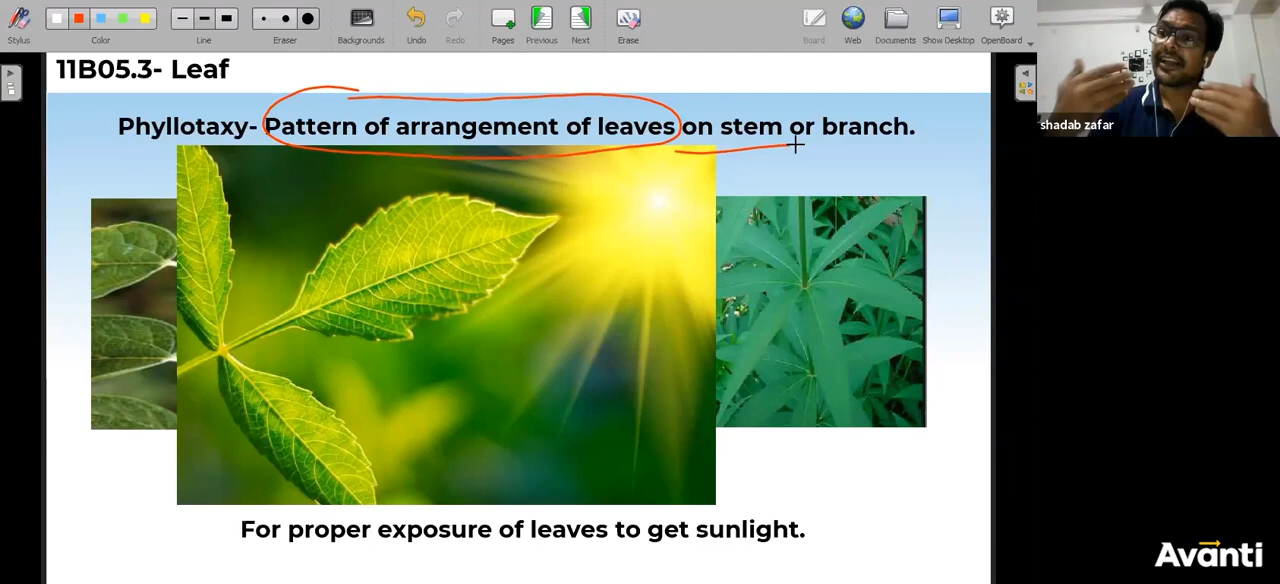 Stylus
Color
Line
Eraser
Backgrounds
Undo
Redo
Pages
Previous
Next
Erase
Board
Web
Documents
Show Desktop
OpenBoard
11B05.3- Leaf
Phyllotaxy- Pattern of arrangement of leaves on stem or branch.
shadab zafar
For proper exposure of leaves to get sunlight.
Avanti